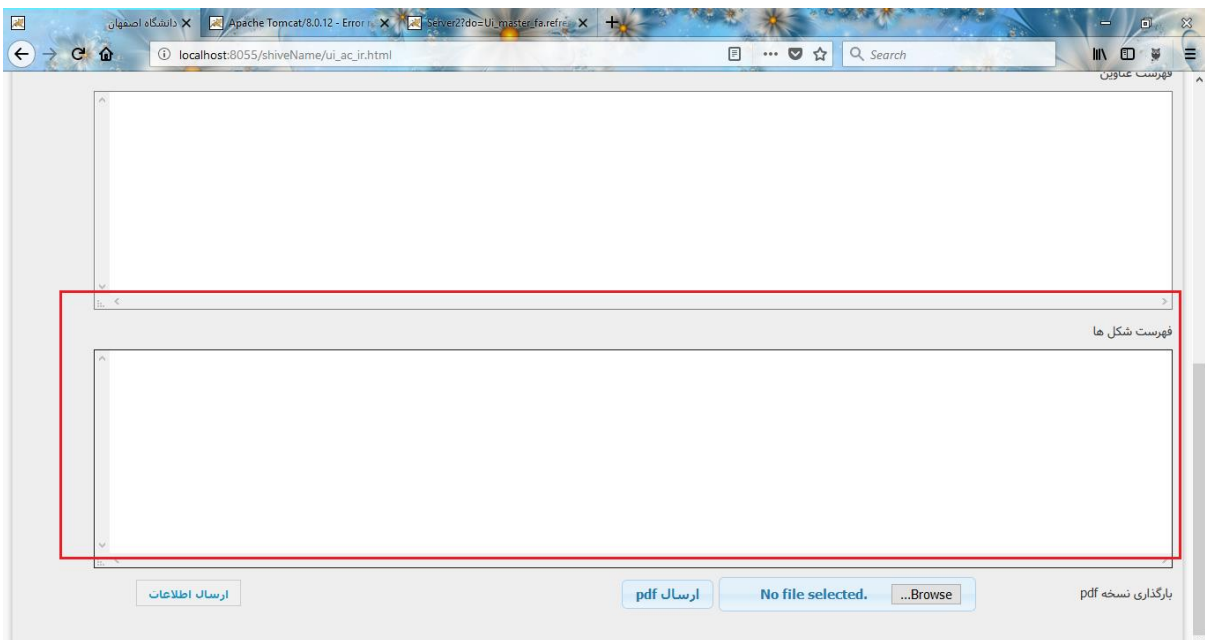 دانشگاه اصفهان
Apache Tomcat/8.0.12 - Error r
Server2?do=Ui_master_fa.refre
localhost:8055/shiveName/ui_ac_ir.html
Search
فهرست عناوین
فهرست شکل ها
بارگذاری نسخه pdf
Browse...
No file selected.
ارسال pdf
ارسال اطلاعات